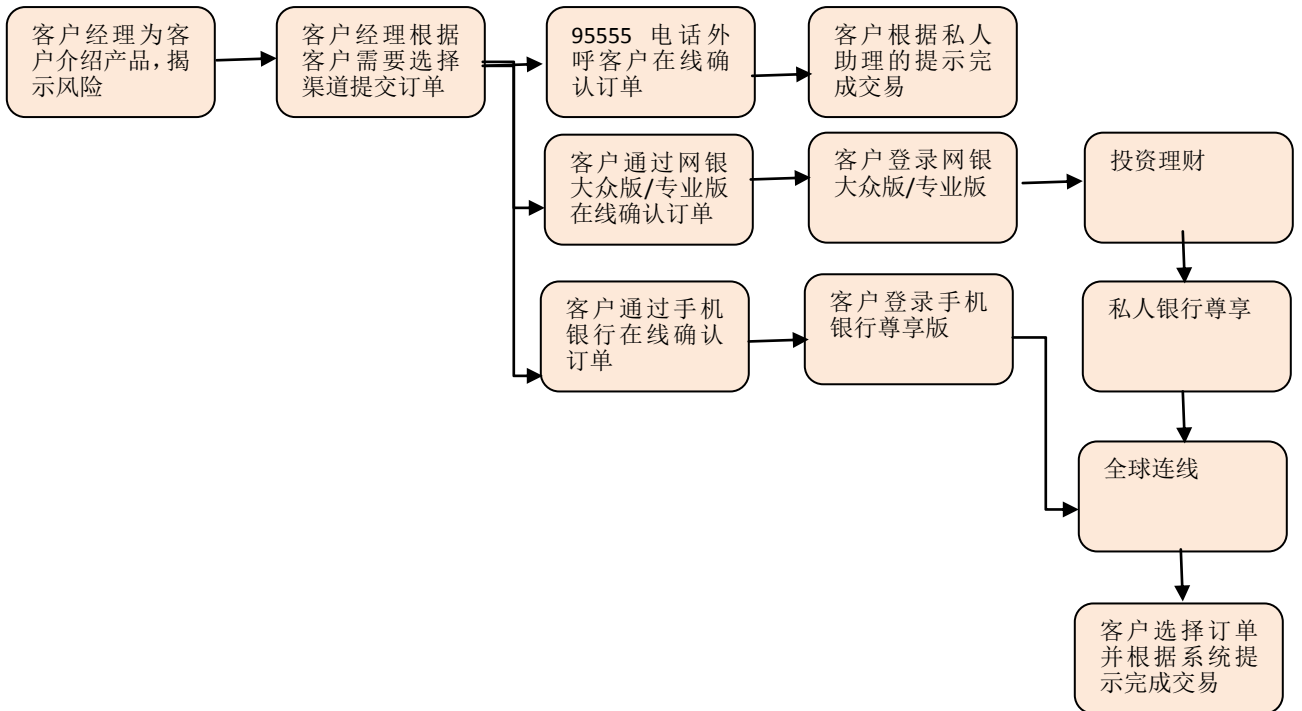 客户经理为客
户介绍产品，揭
示风险
客户经理根据
客户需要选择
渠道提交订单
95555 电话外
呼客户在线确
认订单
客户根据私人
助理的提示完
成交易
客户通过网银
大众版/专业版
在线确认订单
客户登录网银
大众版/专业版
投资理财
客户通过手机
银行在线确认
订单
客户登录手机
银行尊享版
私人银行尊享
全球连线
客户选择订单
并根据系统提
示完成交易